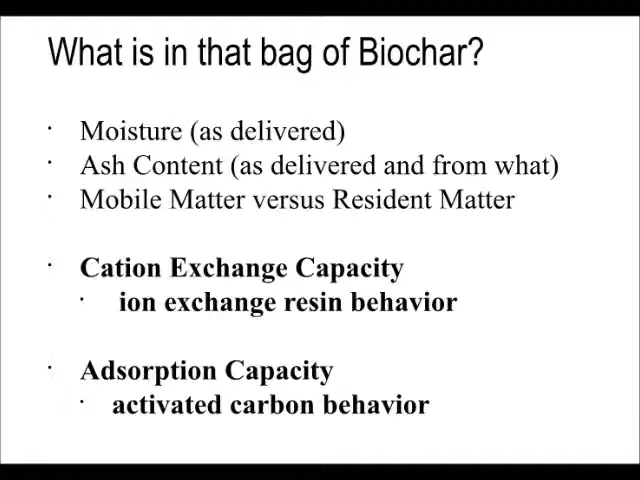 What is in that bag of Biochar?
· Moisture (as delivered)
· Ash Content (as delivered and from what)
· Mobile Matter versus Resident Matter
· Cation Exchange Capacity
· ion exchange resin behavior
· Adsorption Capacity
· activated carbon behavior